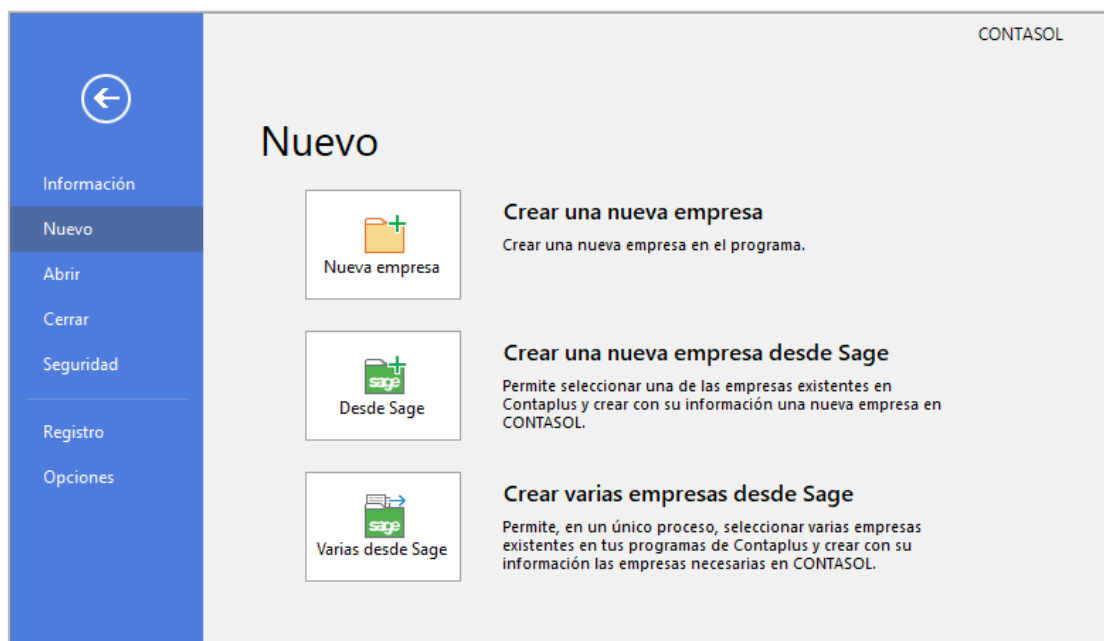 CONTASOL
Información
Nuevo
Abrir
Cerrar
Seguridad
Registro
Opciones
Nuevo
Nueva empresa
Crear una nueva empresa
Crear una nueva empresa en el programa.
sage
Desde Sage
Crear una nueva empresa desde Sage
Permite seleccionar una de las empresas existentes en
Contaplus y crear con su información una nueva empresa en
CONTASOL.
sage
Varias desde Sage
Crear varias empresas desde Sage
Permite, en un único proceso, seleccionar varias empresas
existentes en tus programas de Contaplus y crear con su
información las empresas necesarias en CONTASOL.